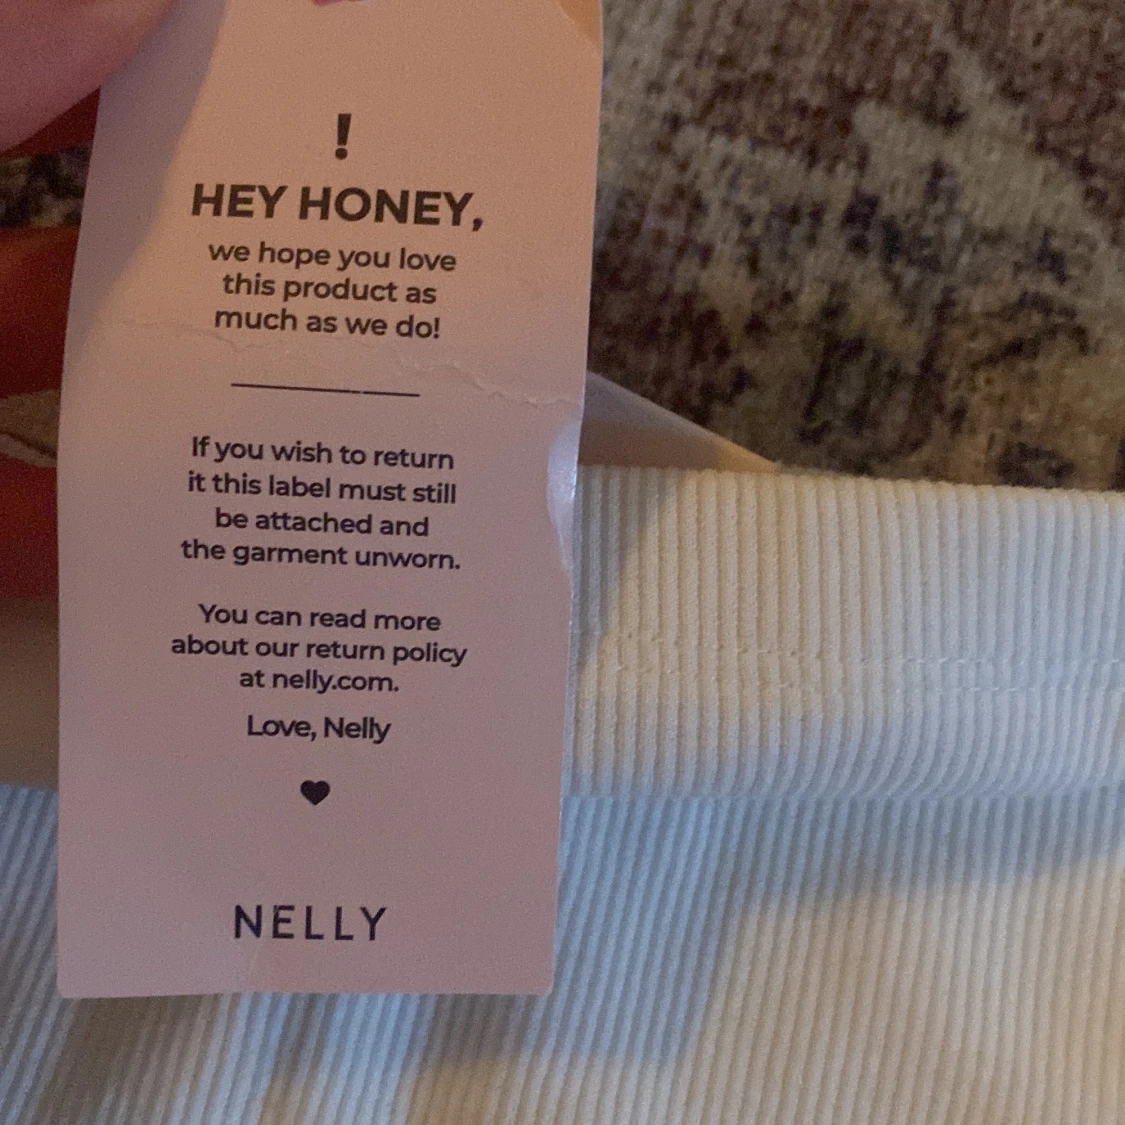 !
HEY HONEY,
we hope you love
this product as
much as we do!
If you wish to return
it this label must still
be attached and
the garment unworn.
You can read more
about our return policy
at nelly.com.
Love, Nelly
♥
NELLY